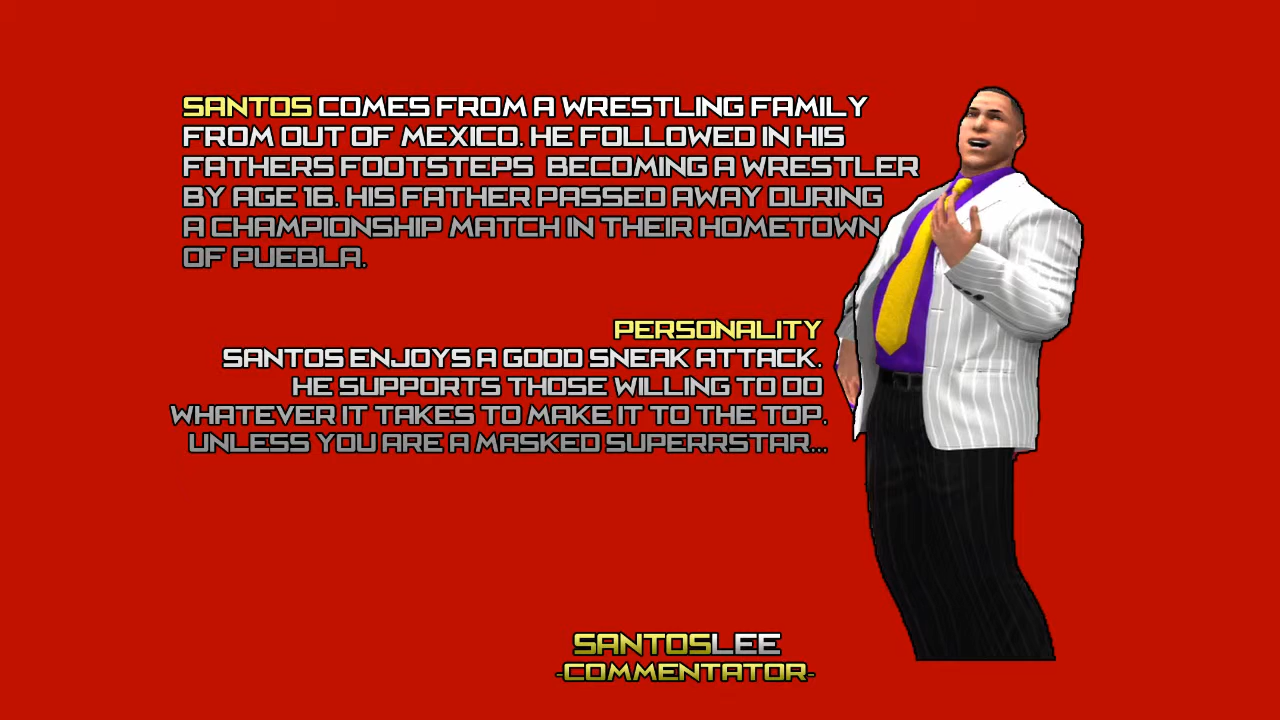 SANTOS COMES FROM A WRESTLING FAMILY
FROM OUT OF MEXICO. HE FOLLOWED IN HIS
FATHERS FOOTSTEPS BECOMING A WRESTLER
BY AGE 16. HIS FATHER PASSED AWAY DURING
A CHAMPIONSHIP MATCH IN THEIR HOMETOWN
OF PUEBLA.
PERSONALITY
SANTOS ENJOYS A GOOD SNEAK ATTACK.
HE SUPPORTS THOSE WILLING TO DO
WHATEVER IT TAKES TO MAKE IT TO THE TOP.
UNLESS YOU ARE A MASKED SUPERRSTAR...
SANTOSLEE
-COMMENTATOR-